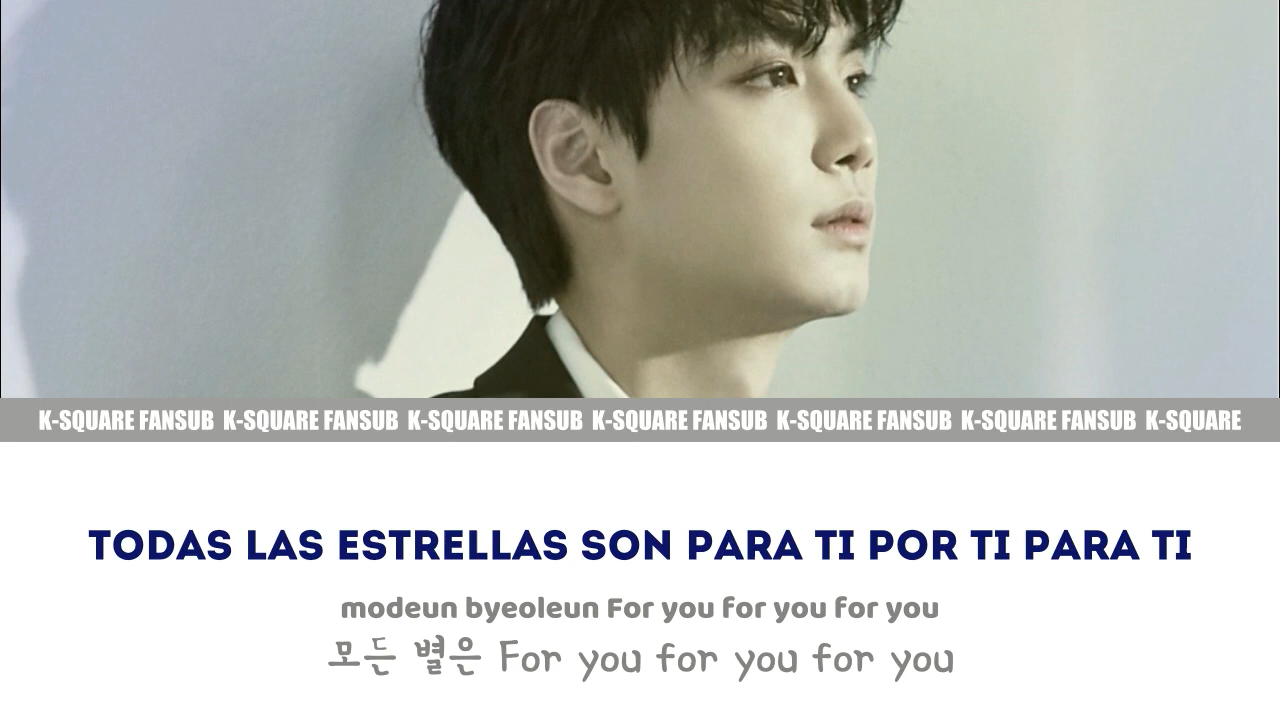 K-SQUARE FANSUB K-SQUARE FANSUB K-SQUARE FANSUB K-SQUARE FANSUB K-SQUARE FANSUB K-SQUARE FANSUB K-SQUARE
TODAS LAS ESTRELLAS SON PARA TI POR TI PARA TI
modeun byeoleun For you for you for you
모든 별은 For you for you for you